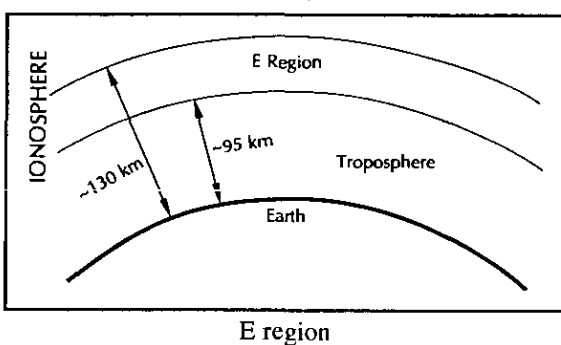 IONOSPHERE
E Region
~130 km
~95 km
Troposphere
Earth
E region